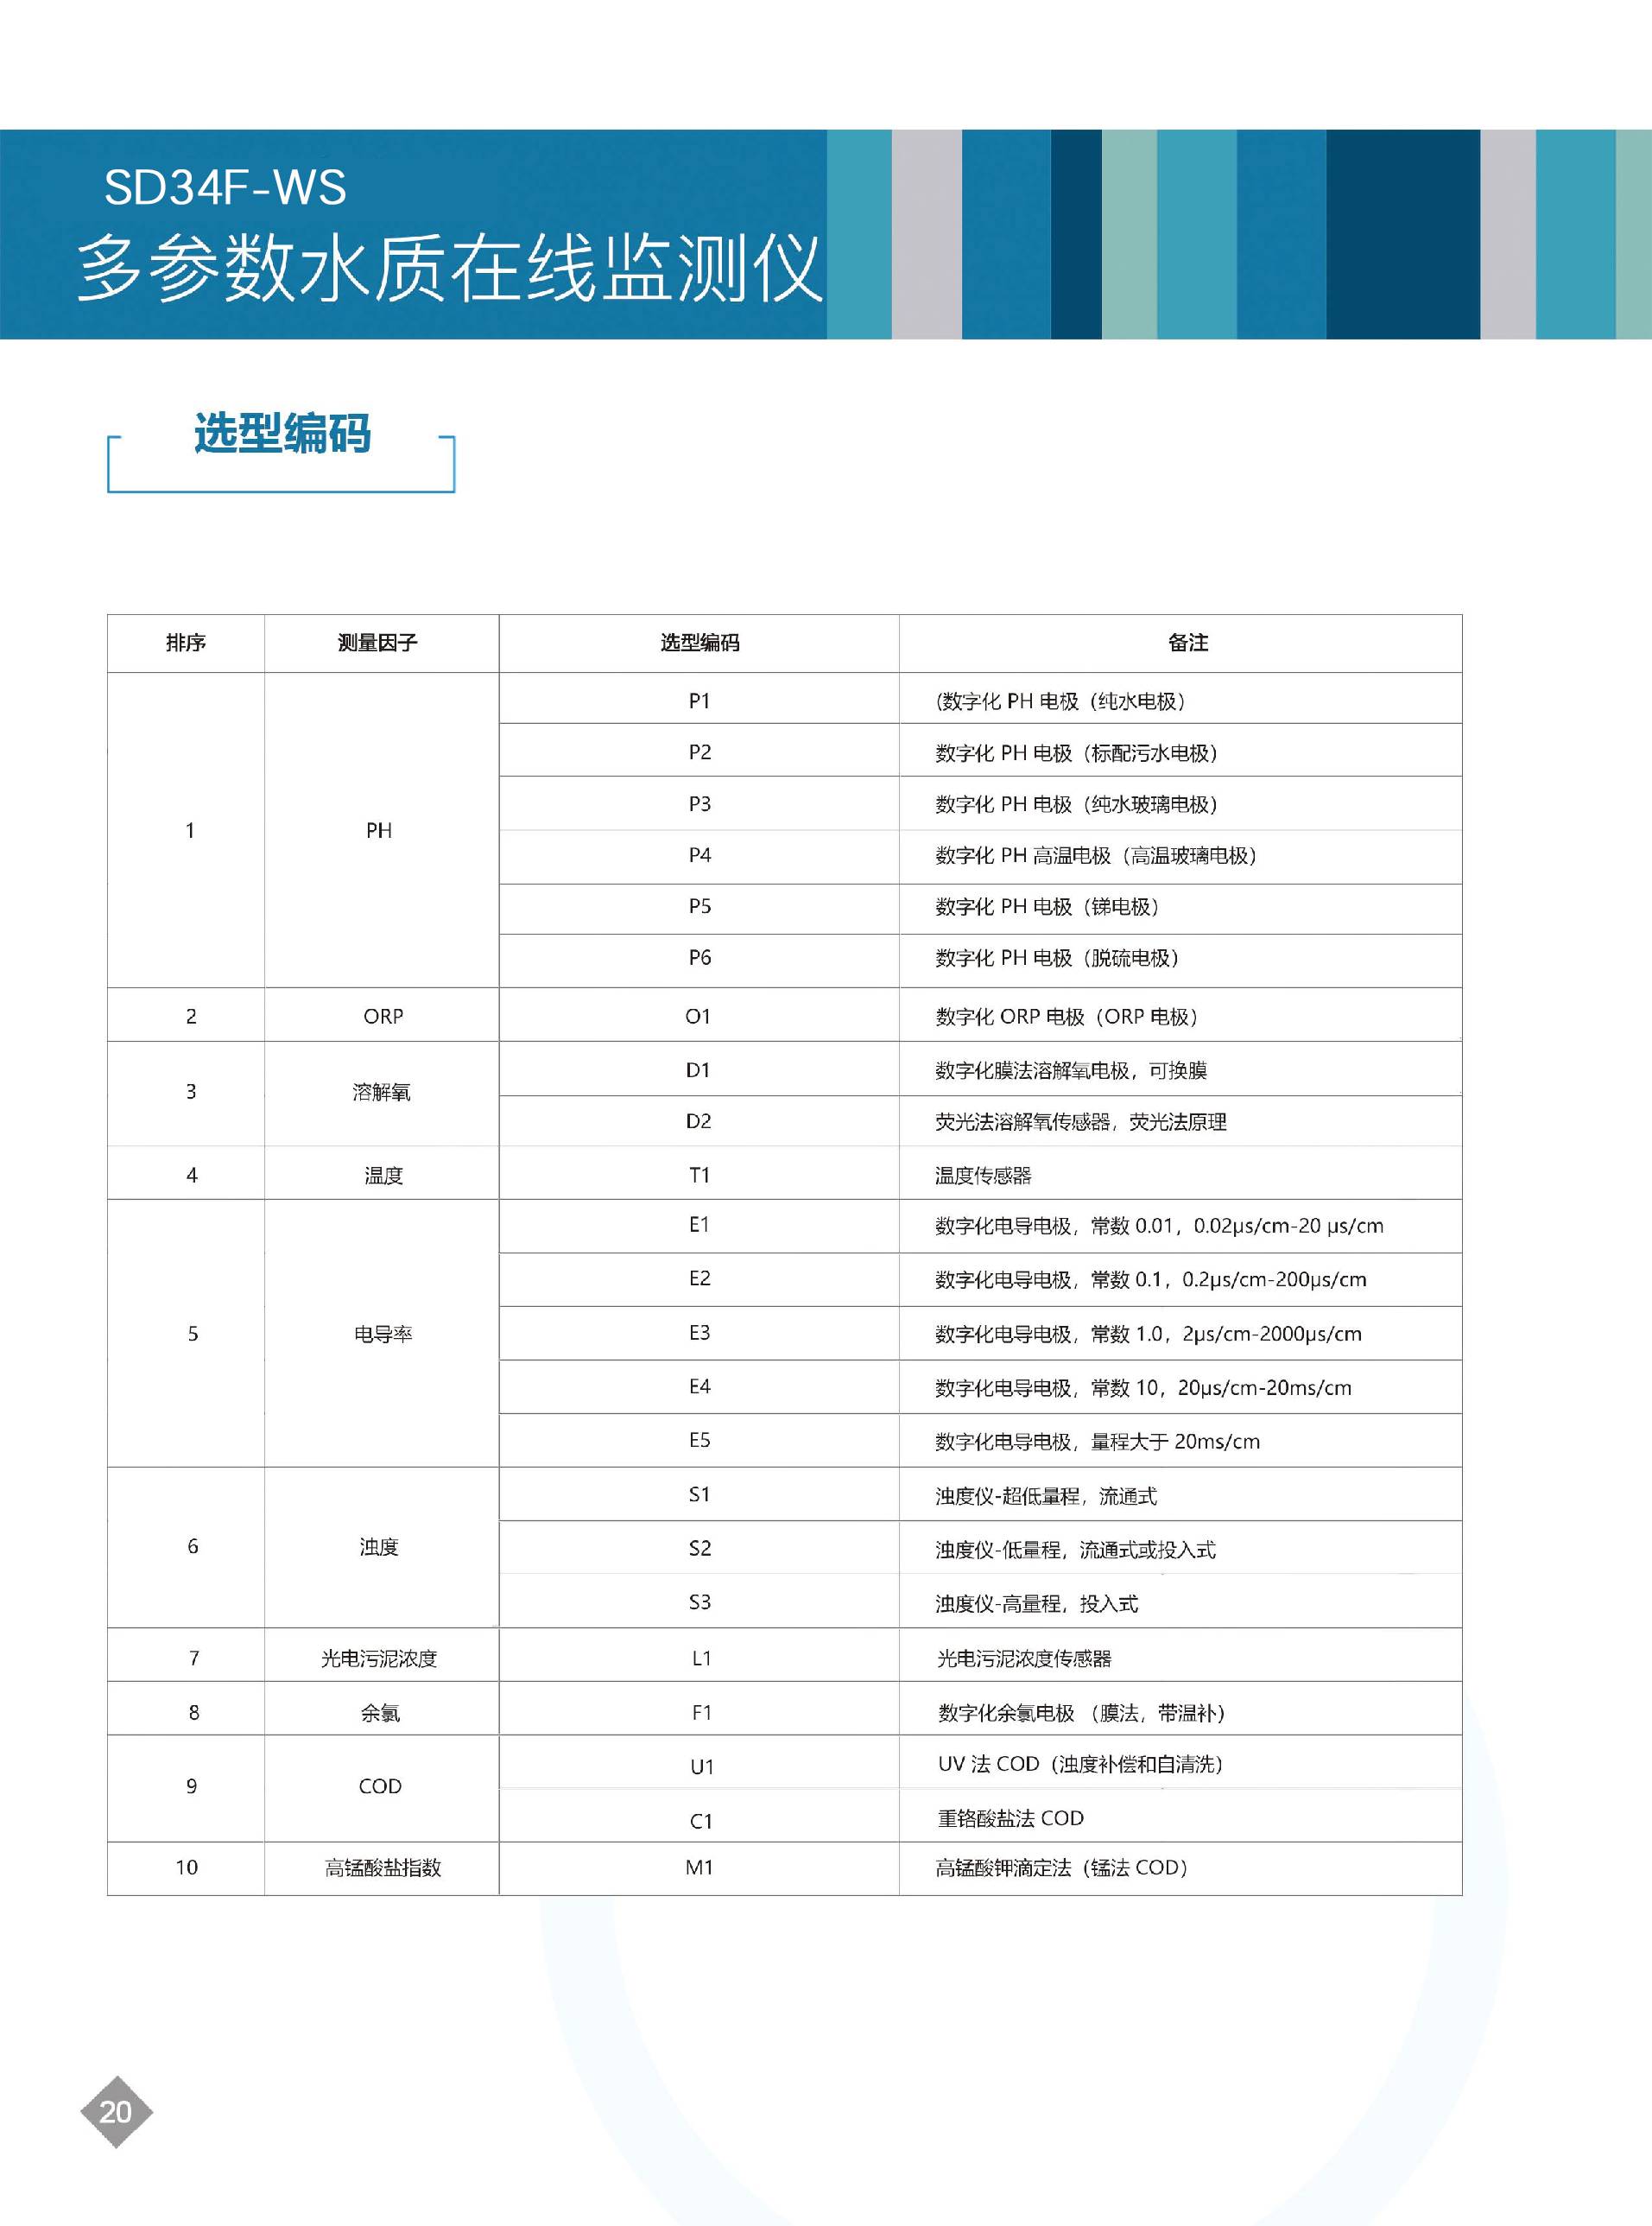 SD34F-WS
多参数水质在线监测仪
选型编码
排序 测量因子 选型编码 备注
1 PH P1 (数字化 PH 电极（纯水电极）
P2 数字化 PH 电极（标配污水电极）
P3 数字化 PH 电极（纯水玻璃电极）
P4 数字化 PH 高温电极（高温玻璃电极）
P5 数字化 PH 电极（锑电极）
P6 数字化 PH 电极（脱硫电极）
2 ORP O1 数字化 ORP 电极（ORP 电极）
3 溶解氧 D1 数字化膜法溶解氧电极，可换膜
D2 荧光法溶解氧传感器，荧光法原理
4 温度 T1 温度传感器
5 电导率 E1 数字化电导电极，常数 0.01，0.02μs/cm-20 μs/cm
E2 数字化电导电极，常数 0.1，0.2μs/cm-200μs/cm
E3 数字化电导电极，常数 1.0，2μs/cm-2000μs/cm
E4 数字化电导电极，常数 10，20μs/cm-20ms/cm
E5 数字化电导电极，量程大于 20ms/cm
6 浊度 S1 浊度仪-超低量程，流通式
S2 浊度仪-低量程，流通式或投入式
S3 浊度仪-高量程，投入式
7 光电污泥浓度 L1 光电污泥浓度传感器
8 余氯 F1 数字化余氯电极 （膜法，带温补）
9 COD U1 UV 法 COD（浊度补偿和自清洗）
C1 重铬酸盐法 COD
10 高锰酸盐指数 M1 高锰酸钾滴定法（锰法 COD）
20